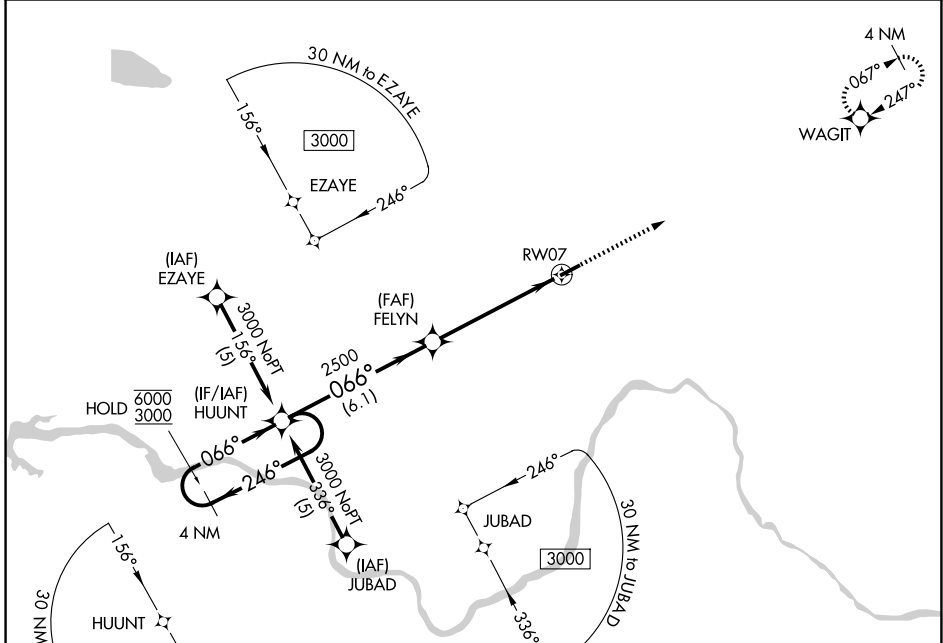 4 NM
067°
247°
WAGIT
30 NM to EZAYE
156°
3000
EZAYE
246°
(IAF)
EZAYE
3000 NoPT
156°
(5)
RW07
(FAF)
FELYN
2500
066°
(6.1)
(IF/IAF)
HUUNT
HOLD
6000
3000
066°
246°
4 NM
3000 NoPT
336°
(5)
(IAF)
JUBAD
246°
JUBAD
3000
336°
30 NM to JUBAD
156°
HUUNT
30 NM